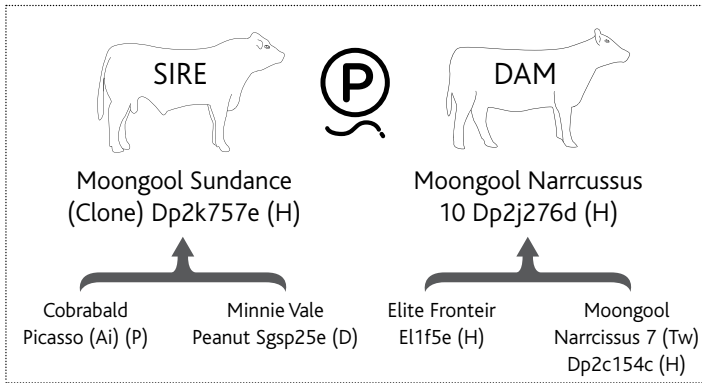 SIRE
P
DAM
Moongool Sundance
(Clone) Dp2k757e (H)
Moongool Narrcussus
10 Dp2j276d (H)
Cobrabald
Picasso (Ai) (P)
Minnie Vale
Peanut Sgsp25e (D)
Elite Fronteir
El1f5e (H)
Moongool
Narrcissus 7 (Tw)
Dp2c154c (H)